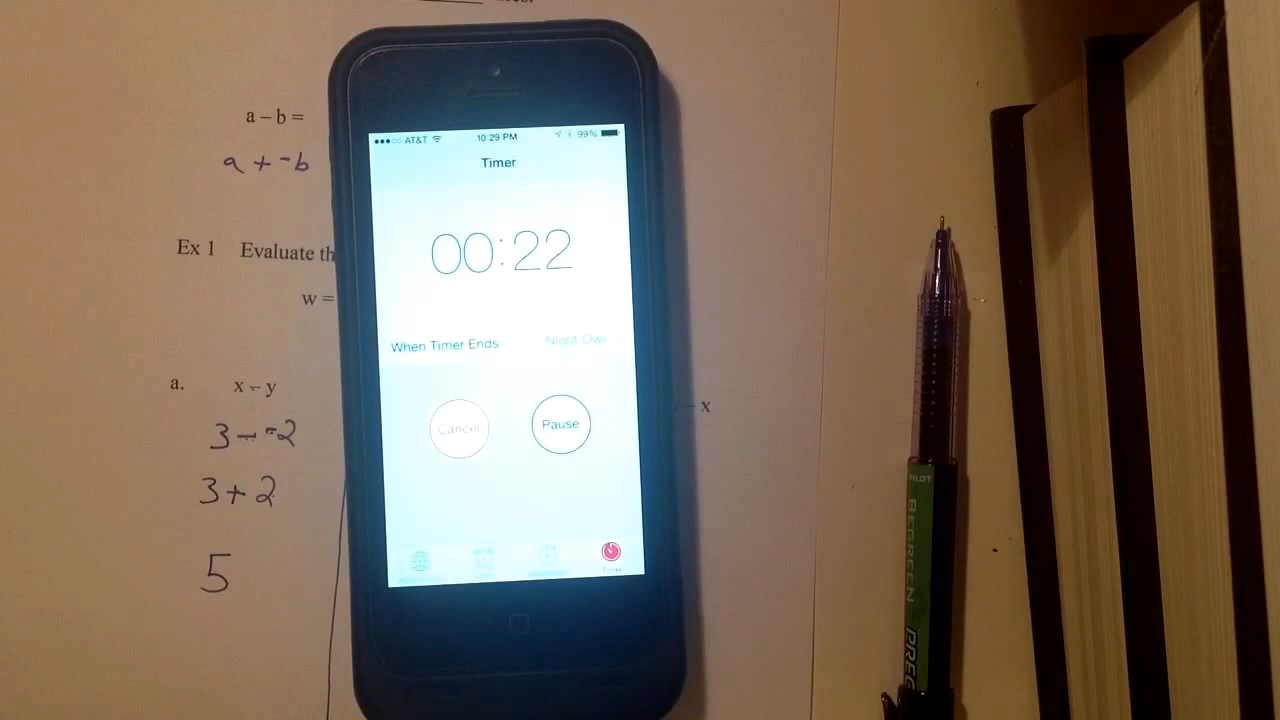 a – b =
a + -b
Ex 1 Evaluate th
w =
a. x – y
3 - -2
3 + 2
5
AT&T 10:29 PM 99%
Timer
00:22
When Timer Ends Night Owl
Cancel Pause
Timer
– x
PILOT
BEGREEN
PREC